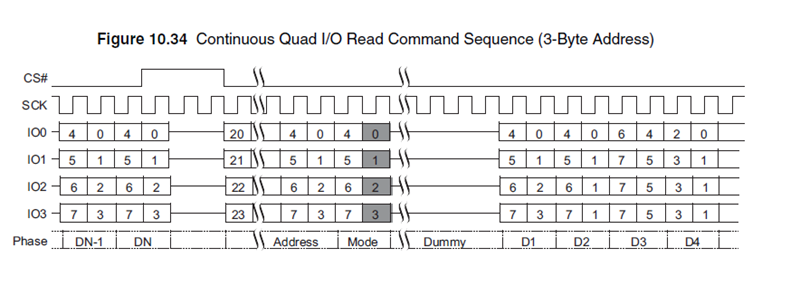 Figure 10.34 Continuous Quad I/O Read Command Sequence (3-Byte Address)
CS#
SCK
IO0 4 0 4 0 20 4 0 4 0 4 0 4 0 6 4 2 0
IO1 5 1 5 1 21 5 1 5 1 5 1 5 1 7 5 3 1
IO2 6 2 6 2 22 6 2 6 2 6 2 6 1 7 5 3 1
IO3 7 3 7 3 23 7 3 7 3 7 3 7 1 7 5 3 1
Phase DN-1 DN Address Mode Dummy D1 D2 D3 D4